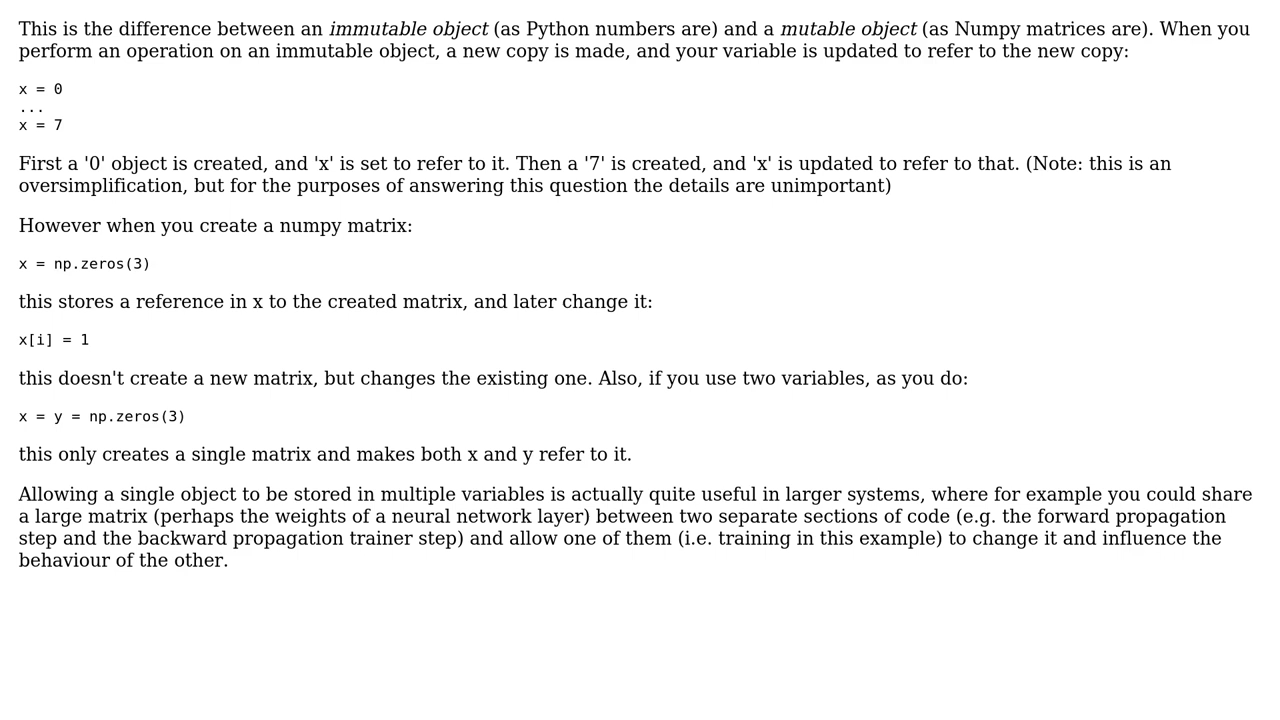 This is the difference between an immutable object (as Python numbers are) and a mutable object (as Numpy matrices are). When you
perform an operation on an immutable object, a new copy is made, and your variable is updated to refer to the new copy:
x = 0
...
x = 7
First a '0' object is created, and 'x' is set to refer to it. Then a '7' is created, and 'x' is updated to refer to that. (Note: this is an
oversimplification, but for the purposes of answering this question the details are unimportant)
However when you create a numpy matrix:
x = np.zeros(3)
this stores a reference in x to the created matrix, and later change it:
x[i] = 1
this doesn't create a new matrix, but changes the existing one. Also, if you use two variables, as you do:
x = y = np.zeros(3)
this only creates a single matrix and makes both x and y refer to it.
Allowing a single object to be stored in multiple variables is actually quite useful in larger systems, where for example you could share
a large matrix (perhaps the weights of a neural network layer) between two separate sections of code (e.g. the forward propagation
step and the backward propagation trainer step) and allow one of them (i.e. training in this example) to change it and influence the
behaviour of the other.